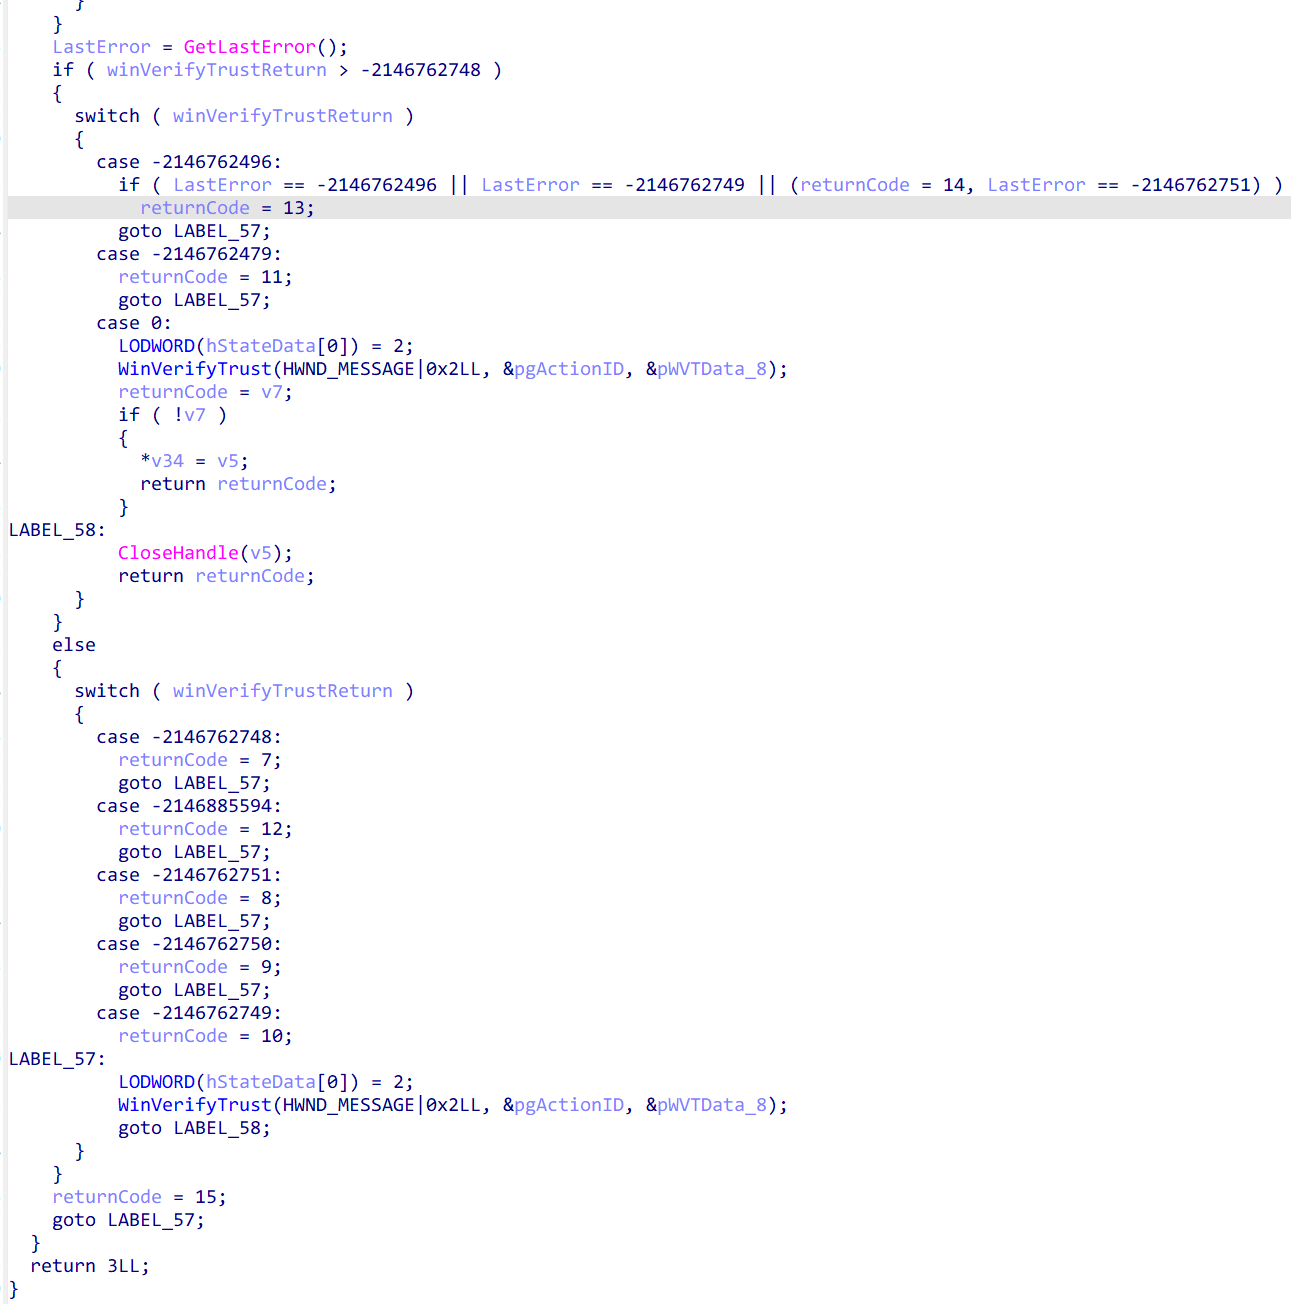 }
}
LastError = GetLastError();
if ( winVerifyTrustReturn > -2146762748 )
{
switch ( winVerifyTrustReturn )
{
case -2146762496:
if ( LastError == -2146762496 || LastError == -2146762749 || (returnCode = 14, LastError == -2146762751) )
returnCode = 13;
goto LABEL_57;
case -2146762479:
returnCode = 11;
goto LABEL_57;
case 0:
LODWORD(hStateData[0]) = 2;
WinVerifyTrust(HWND_MESSAGE|0x2LL, &pgActionID, &pWVTData_8);
returnCode = v7;
if ( !v7 )
{
*v34 = v5;
return returnCode;
}
LABEL_58:
CloseHandle(v5);
return returnCode;
}
}
else
{
switch ( winVerifyTrustReturn )
{
case -2146762748:
returnCode = 7;
goto LABEL_57;
case -2146885594:
returnCode = 12;
goto LABEL_57;
case -2146762751:
returnCode = 8;
goto LABEL_57;
case -2146762750:
returnCode = 9;
goto LABEL_57;
case -2146762749:
returnCode = 10;
LABEL_57:
LODWORD(hStateData[0]) = 2;
WinVerifyTrust(HWND_MESSAGE|0x2LL, &pgActionID, &pWVTData_8);
goto LABEL_58;
}
}
returnCode = 15;
goto LABEL_57;
}
return 3LL;
}